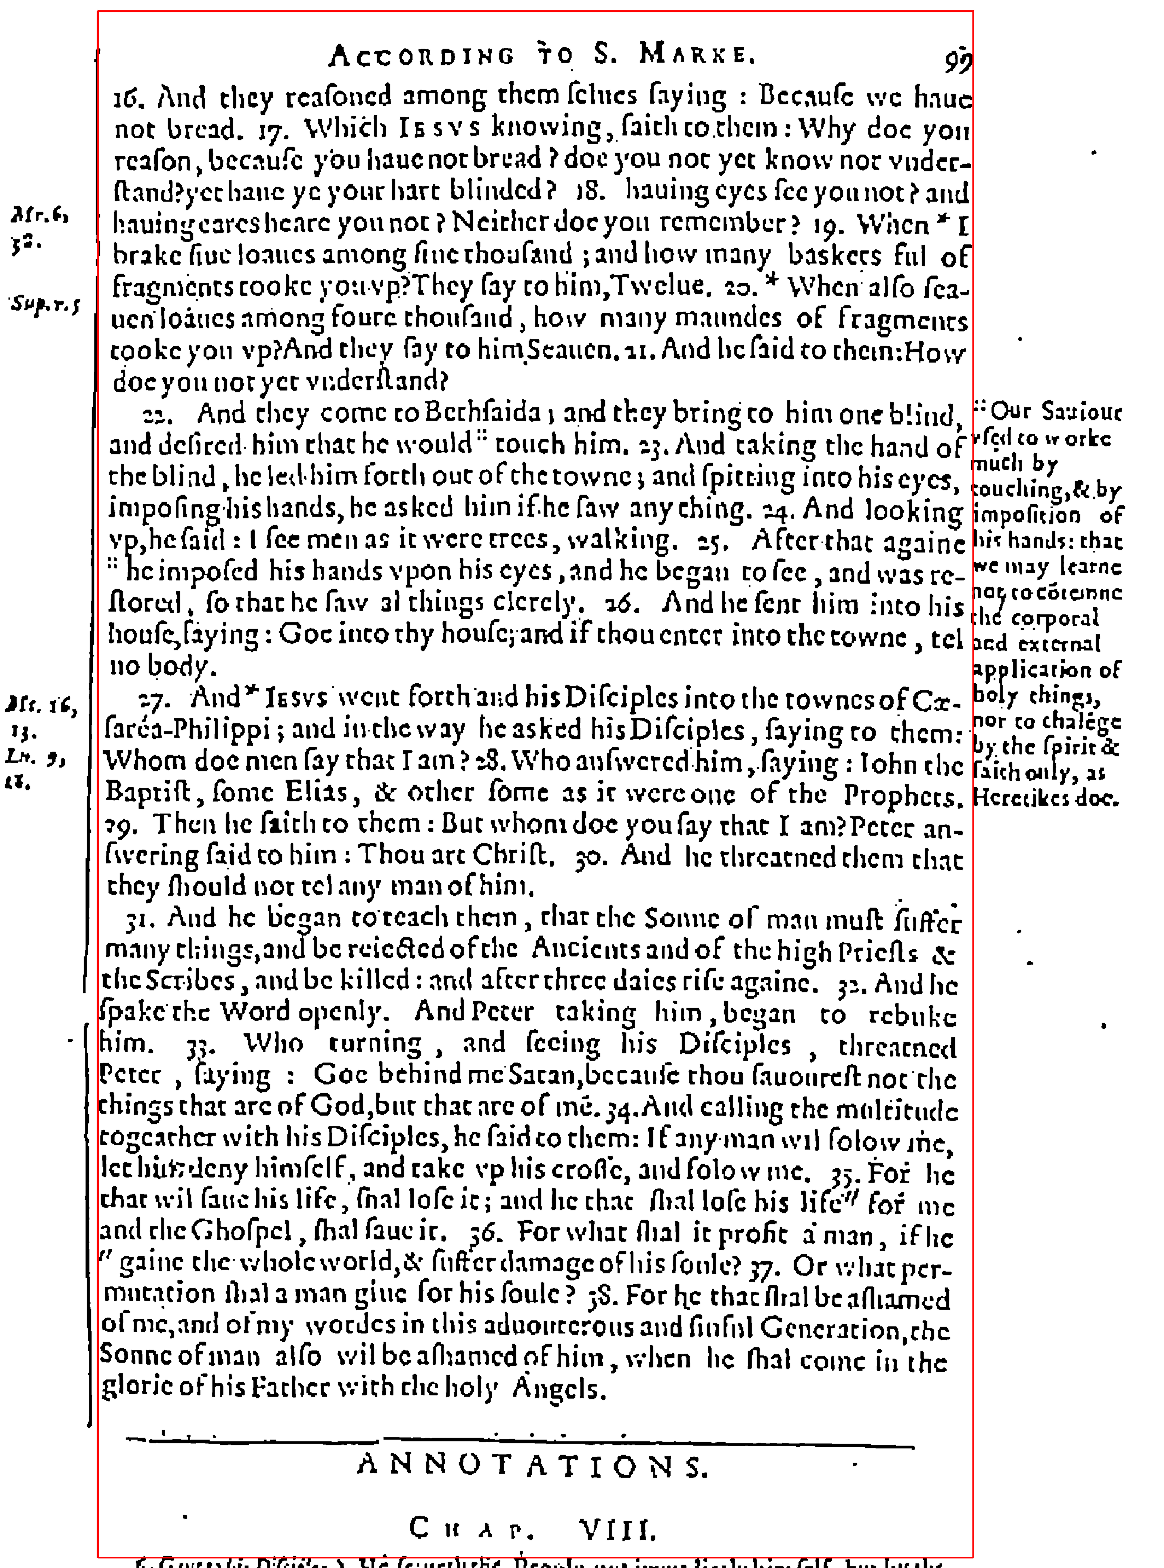 ACCORDING TO S. MARKE. 99
16. And they reaſoned among them ſelues ſaying : Becauſe we haue
not bread. 17. Which IESVS knowing, ſaith to them : Why doe you
reaſon, becauſe you haue not bread ? doe you not yet know nor vnder-
ſtand? yet haue ye your hart blinded ? 18. hauing eyes ſee you not ? and
hauing eares heare you not ? Neither doe you remember ? 19. When * I
brake fiue loaues among fiue thouſand ; and how many baskets ful of
fragments tooke you vp? They ſay to him, Twelue. 20. * When alſo ſea-
uen loaues among foure thouſand, how many maundes of fragments
tooke you vp? And they ſay to him, Seauen. 21. And he ſaid to them: How
doe you not yet vnderſtand?
22. And they come to Bethſaida ; and they bring to him one blind,
and deſired him that he would :: touch him. 23. And taking the hand of
the blind, he led him forth out of the towne ; and ſpitting into his eyes,
impoſing his hands, he asked him if he ſaw any thing. 24. And looking
vp, he ſaid : I ſee men as it were trees, walking. 25. After that againe
:: he impoſed his hands vpon his eyes, and he began to ſee, and was re-
ſtored, ſo that he ſaw al things clerely. 26. And he ſent him into his
houſe, ſaying : Goe into thy houſe; and if thou enter into the towne, tel
no body.
27. And * IESVS went forth and his Diſciples into the townes of Cæ-
ſaréa-Philippi ; and in the way he asked his Diſciples, ſaying to them:
Whom doe men ſay that I am ? 28. Who anſwered him, ſaying : Iohn the
Baptiſt, ſome Elias, & other ſome as it were one of the Prophets.
29. Then he ſaith to them : But whom doe you ſay that I am? Peter an-
ſwering ſaid to him : Thou art Chriſt. 30. And he threatned them that
they ſhould not tel any man of him.
31. And he began to teach them, that the Sonne of man muſt ſuffer
many things, and be reiected of the Ancients and of the high Prieſts &
the Scribes, and be killed : and after three daies riſe againe. 32. And he
ſpake the Word openly. And Peter taking him, began to rebuke
him. 33. Who turning , and ſeeing his Diſciples , threatned
Peter , ſaying : Goe behind me Satan, becauſe thou ſauoureſt not the
things that are of God, but that are of mẽ. 34. And calling the multitude
togeather with his Diſciples, he ſaid to them: If any man wil folow me,
let him deny himſelf, and take vp his croſſe, and folow me. 35. For he
that wil ſaue his life, ſhal loſe it ; and he that ſhal loſe his life " for me
and the Ghoſpel, ſhal ſaue it. 36. For what ſhal it profit a man, if he
" gaine the whole world, & ſuffer damage of his ſoule? 37. Or what per-
mutation ſhal a man giue for his ſoule ? 38. For he that ſhal be aſhamed
of me, and of my wordes in this aduouterous and ſinful Generation, the
Sonne of man alſo wil be aſhamed of him, when he ſhal come in the
glorie of his Father with the holy Angels.
Mt. 16,
13.
Lu. 9,
18.
Sup. v. 5
:: Our Sauiour
vſed to worke
much by
touching, & by
impoſition of
his hands: that
we may learne
not to cõtemne
the corporal
and external
application of
holy things,
nor to chalẽge
by the ſpirit &
faith only, as
Heretikes doe.
ANNOTATIONS.
CHAP. VIII.